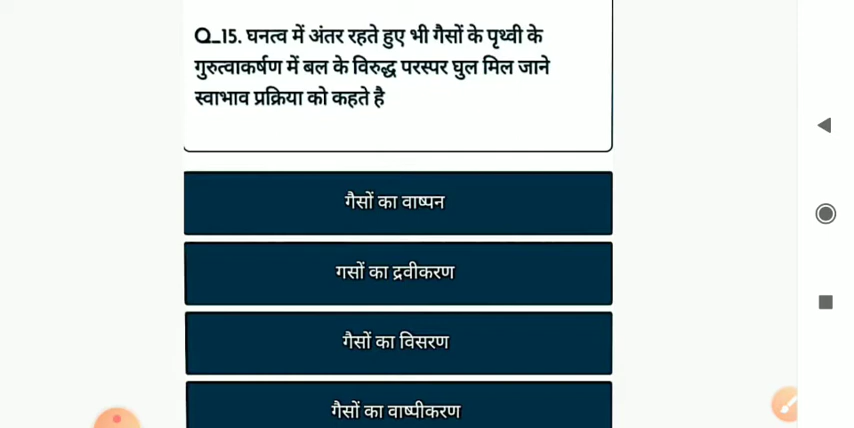 Q_15. घनत्व में अंतर रहते हुए भी गैसों के पृथ्वी के
गुरुत्वाकर्षण में बल के विरुद्ध परस्पर घुल मिल जाने
स्वाभाव प्रक्रिया को कहते है
गैसों का वाष्पन
गसों का द्रवीकरण
गैसों का विसरण
गैसों का वाष्पीकरण